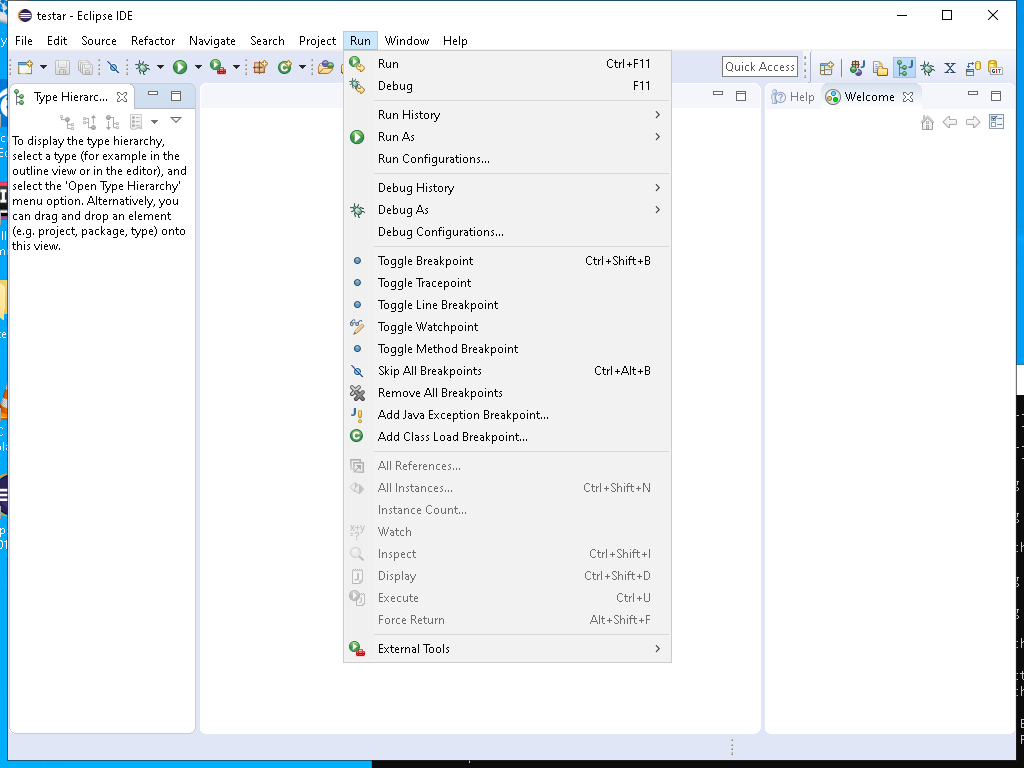 testar - Eclipse IDE
File Edit Source Refactor Navigate Search Project Run Window Help
Quick Access
Type Hierarc...
To display the type hierarchy,
select a type (for example in the
outline view or in the editor), and
select the 'Open Type Hierarchy'
menu option. Alternatively, you
can drag and drop an element
(e.g. project, package, type) onto
this view.
Run Ctrl+F11
Debug F11
Run History
Run As
Run Configurations...
Debug History
Debug As
Debug Configurations...
Toggle Breakpoint Ctrl+Shift+B
Toggle Tracepoint
Toggle Line Breakpoint
Toggle Watchpoint
Toggle Method Breakpoint
Skip All Breakpoints Ctrl+Alt+B
Remove All Breakpoints
Add Java Exception Breakpoint...
Add Class Load Breakpoint...
All References...
All Instances... Ctrl+Shift+N
Instance Count...
Watch
Inspect Ctrl+Shift+I
Display Ctrl+Shift+D
Execute Ctrl+U
Force Return Alt+Shift+F
External Tools
Help Welcome